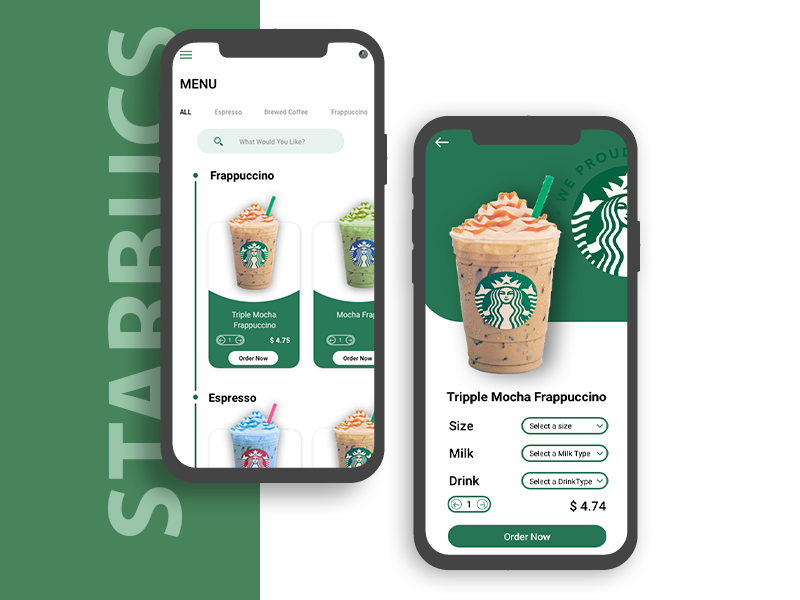 STARBUCS
MENU
ALL Espresso Brewed Coffee Frappuccino
What Would You Like?
Frappuccino
Triple Mocha
Frappuccino
1 $ 4.75
Order Now
Mocha Frap
1
Order Now
Espresso
WE PROUD
Tripple Mocha Frappuccino
Size Select a size
Milk Select a Milk Type
Drink Select a DrinkType
1 $ 4.74
Order Now